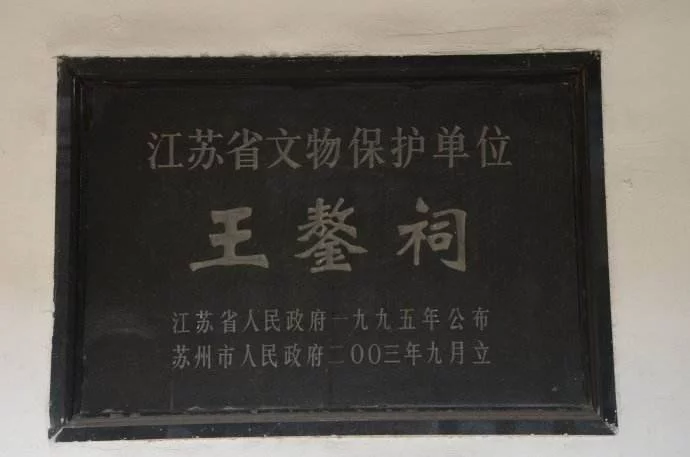 江苏省文物保护单位
王鏊祠
江苏省人民政府一九九五年公布
苏州市人民政府二〇〇三年九月立